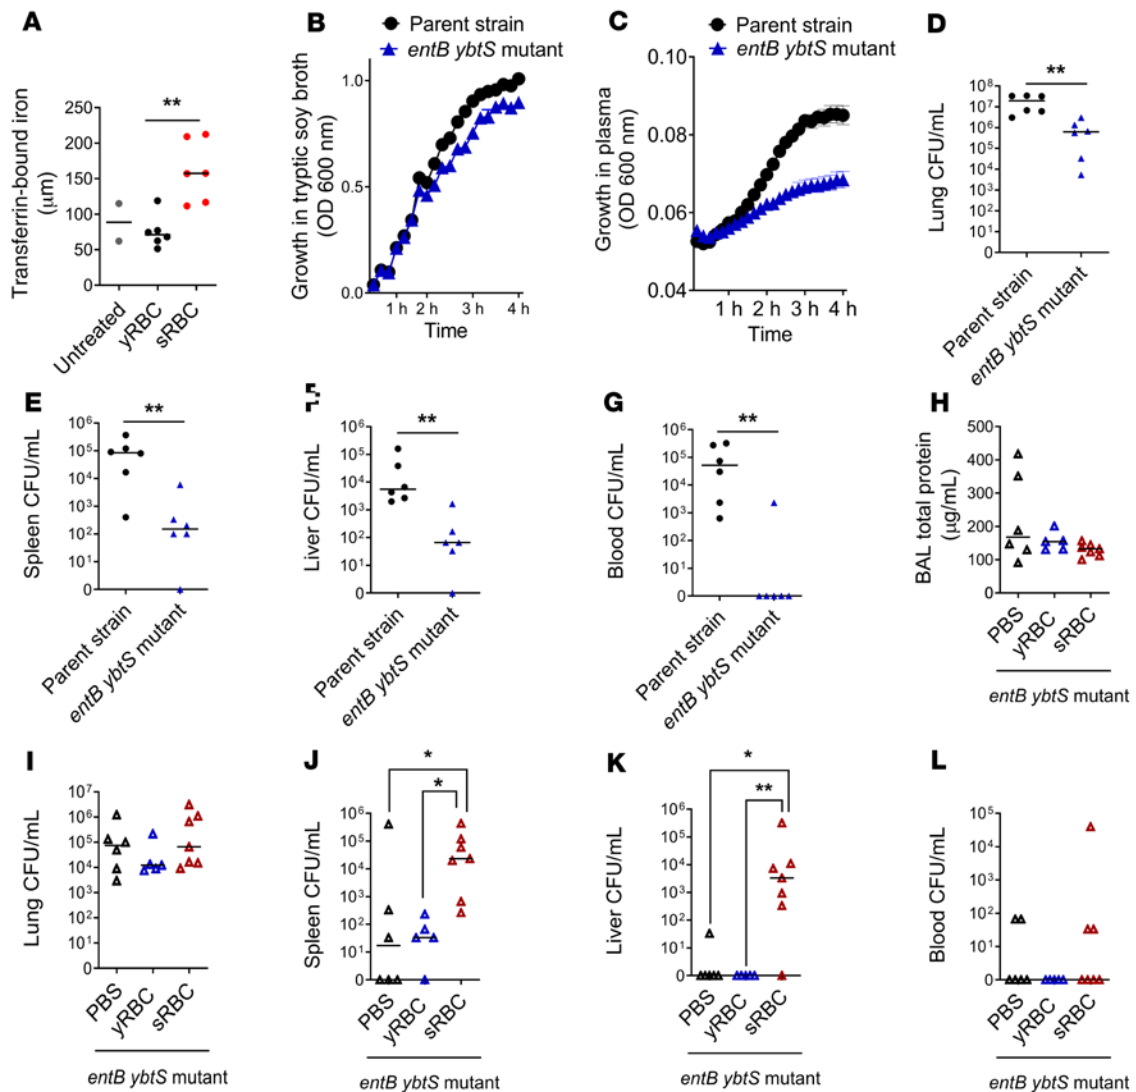 A
Transferrin-bound iron
(μm)
250
200
150
100
50
0
**
Untreated
yRBC
sRBC
B
Parent strain
entB ybtS mutant
Growth in tryptic soy broth
(OD 600 nm)
1.0
0.5
0.0
1 h
2 h
3 h
4 h
Time
C
Parent strain
entB ybtS mutant
Growth in plasma
(OD 600 nm)
0.10
0.08
0.06
0.04
1 h
2 h
3 h
4 h
Time
D
Lung CFU/mL
10⁸
10⁷
10⁶
10⁵
10⁴
10³
10²
10¹
0
**
Parent strain
entB ybtS mutant
E
Spleen CFU/mL
10⁶
10⁵
10⁴
10³
10²
10¹
0
**
Parent strain
entB ybtS mutant
F
Liver CFU/mL
10⁶
10⁵
10⁴
10³
10²
10¹
0
**
Parent strain
entB ybtS mutant
G
Blood CFU/mL
10⁶
10⁵
10⁴
10³
10²
10¹
0
**
Parent strain
entB ybtS mutant
H
BAL total protein
(μg/mL)
500
400
300
200
100
0
PBS
yRBC
sRBC
entB ybtS mutant
I
Lung CFU/mL
10⁷
10⁶
10⁵
10⁴
10³
10²
10¹
0
PBS
yRBC
sRBC
entB ybtS mutant
J
Spleen CFU/mL
10⁶
10⁵
10⁴
10³
10²
10¹
0
*
*
PBS
yRBC
sRBC
entB ybtS mutant
K
Liver CFU/mL
10⁶
10⁵
10⁴
10³
10²
10¹
0
*
**
PBS
yRBC
sRBC
entB ybtS mutant
L
Blood CFU/mL
10⁵
10⁴
10³
10²
10¹
0
PBS
yRBC
sRBC
entB ybtS mutant